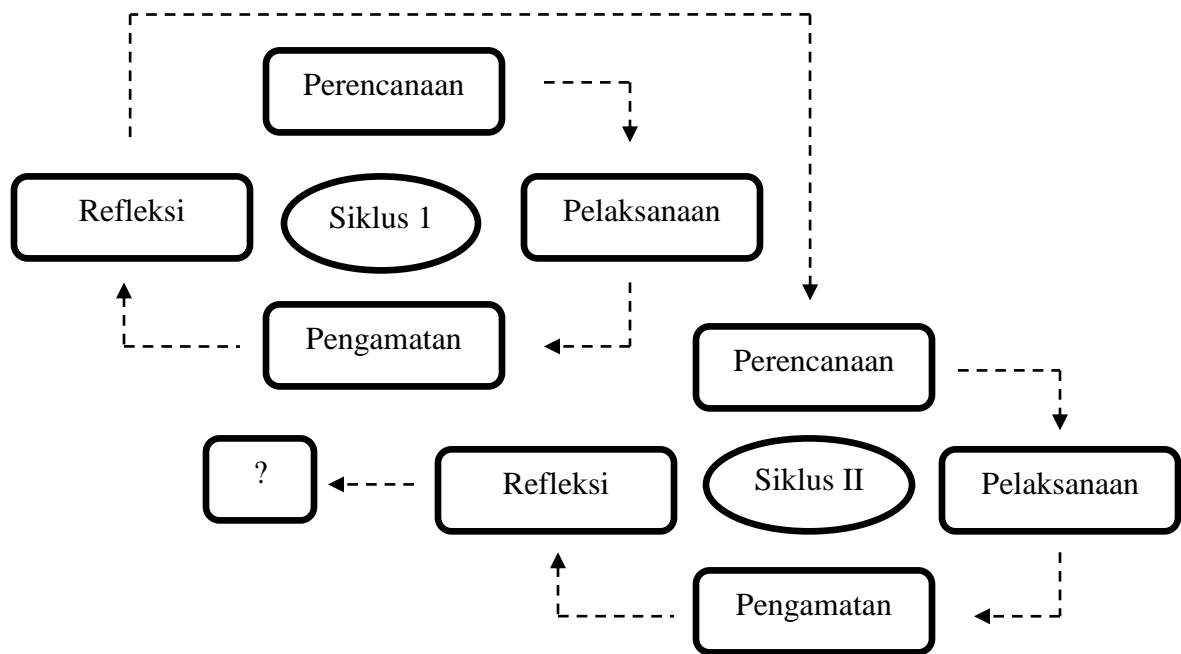 Perencanaan
Refleksi
Siklus 1
Pelaksanaan
Pengamatan
Perencanaan
?
Refleksi
Siklus II
Pelaksanaan
Pengamatan